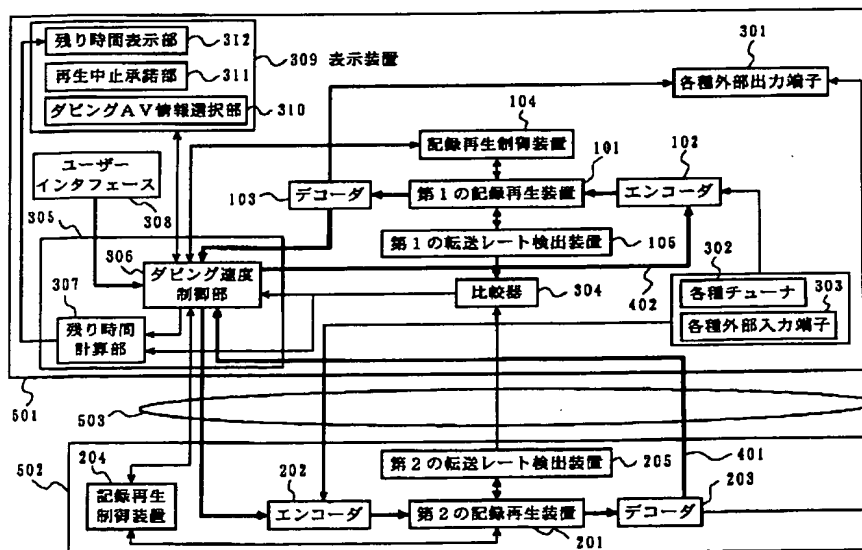 残り時間表示部
312
再生中止承諾部
311
309 表示装置
ダビングAV情報選択部
310
301
各種外部出力端子
104
記録再生制御装置
ユーザー
インタフェース
308
103
デコーダ
101
第1の記録再生装置
102
エンコーダ
305
306
ダビング速度
制御部
第1の転送レート検出装置
105
402
302
各種チューナ
303
各種外部入力端子
比較器
304
307
残り時間
計算部
501
503
502
204
記録再生
制御装置
202
エンコーダ
第2の転送レート検出装置
205
401
203
第2の記録再生装置
デコーダ
201